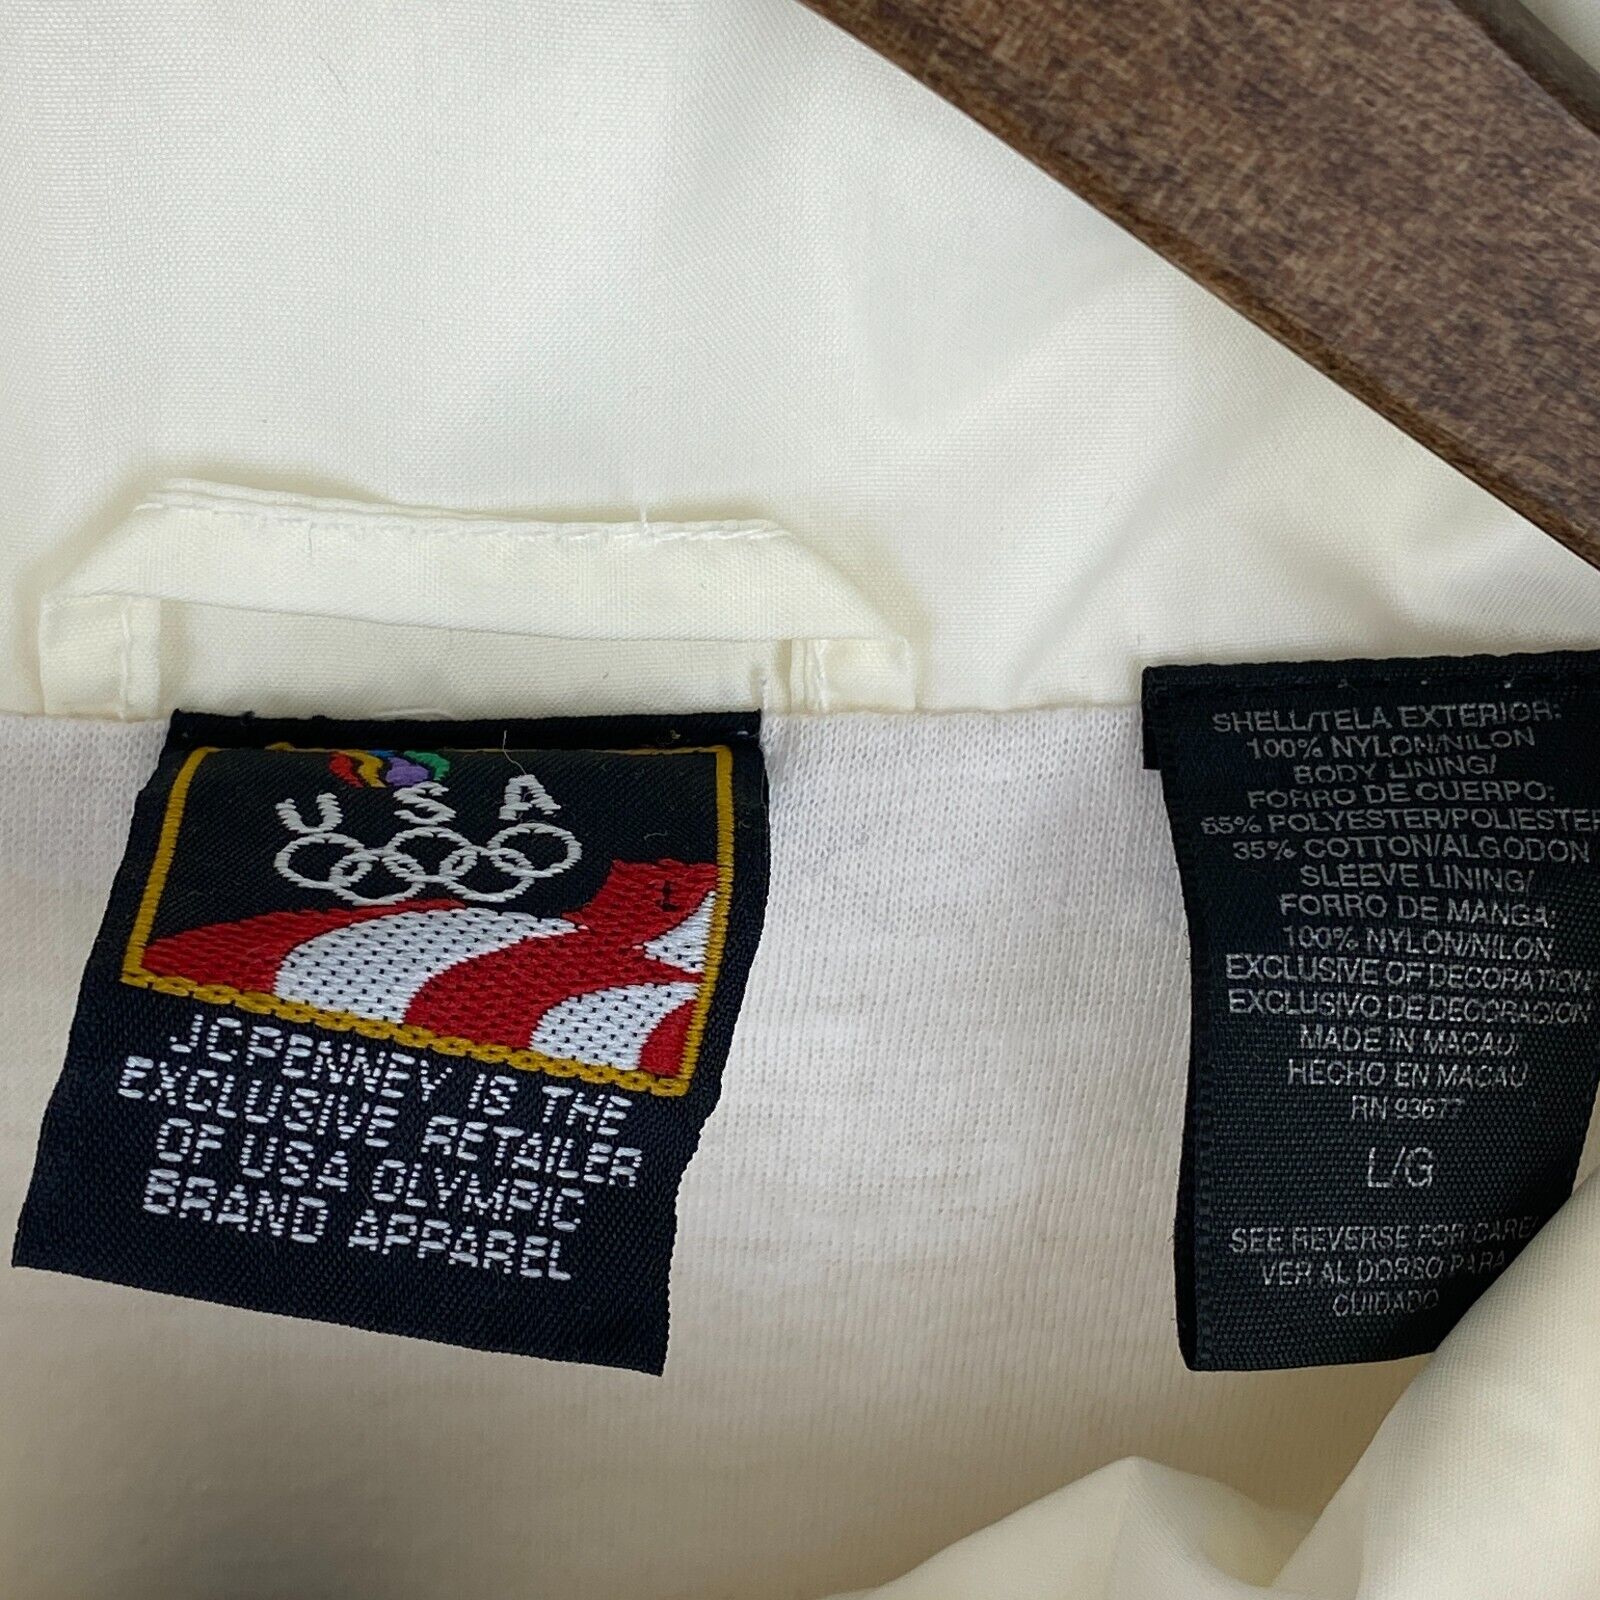 USA
JCPENNEY IS THE
EXCLUSIVE RETAILER
OF USA OLYMPIC
BRAND APPAREL
SHELL/TELA EXTERIOR:
100% NYLON/NILON
BODY LINING/
FORRO DE CUERPO:
65% POLYESTER/POLIESTER
35% COTTON/ALGODON
SLEEVE LINING/
FORRO DE MANGA:
100% NYLON/NILON
EXCLUSIVE OF DECORATION
EXCLUSIVO DE DECORACION
MADE IN MACAU
HECHO EN MACAU
RN 93677
L/G
SEE REVERSE FOR CARE
VER AL DORSO PARA
CUIDADO